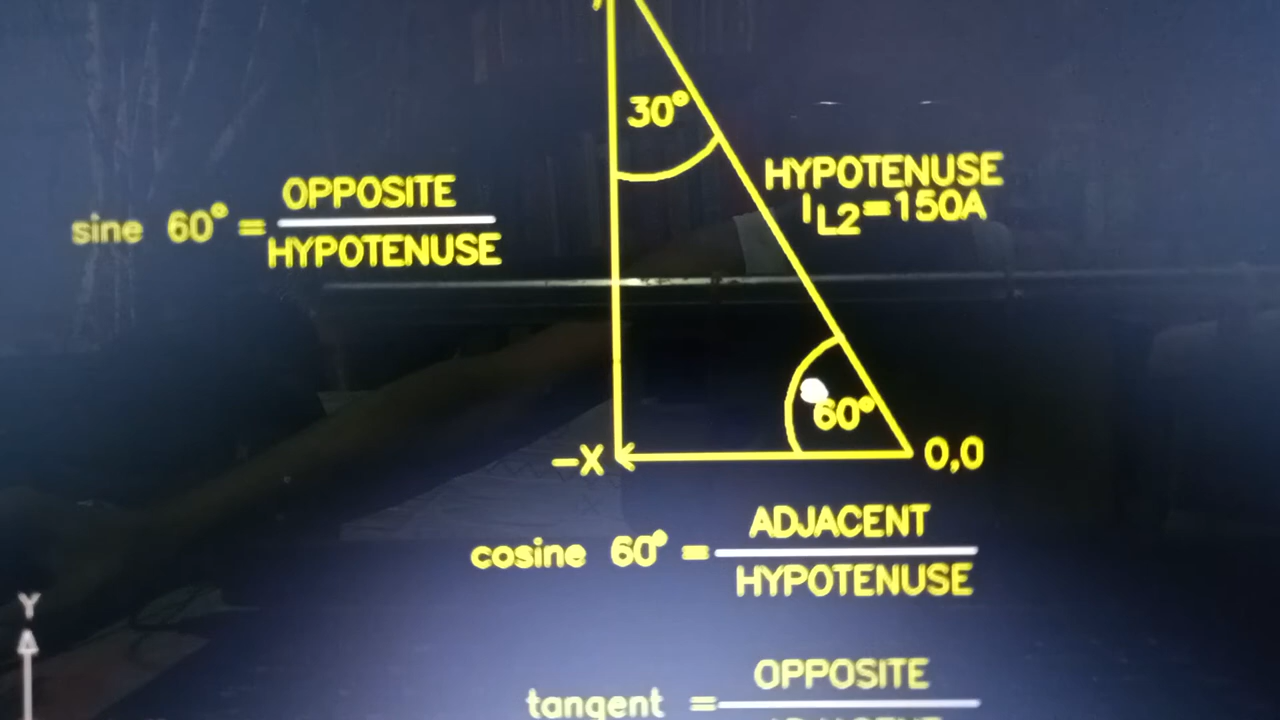 30°
HYPOTENUSE
IL2=150A
sine 60° = OPPOSITE
HYPOTENUSE
60°
-X
0,0
cosine 60° = ADJACENT
HYPOTENUSE
Y
tangent = OPPOSITE